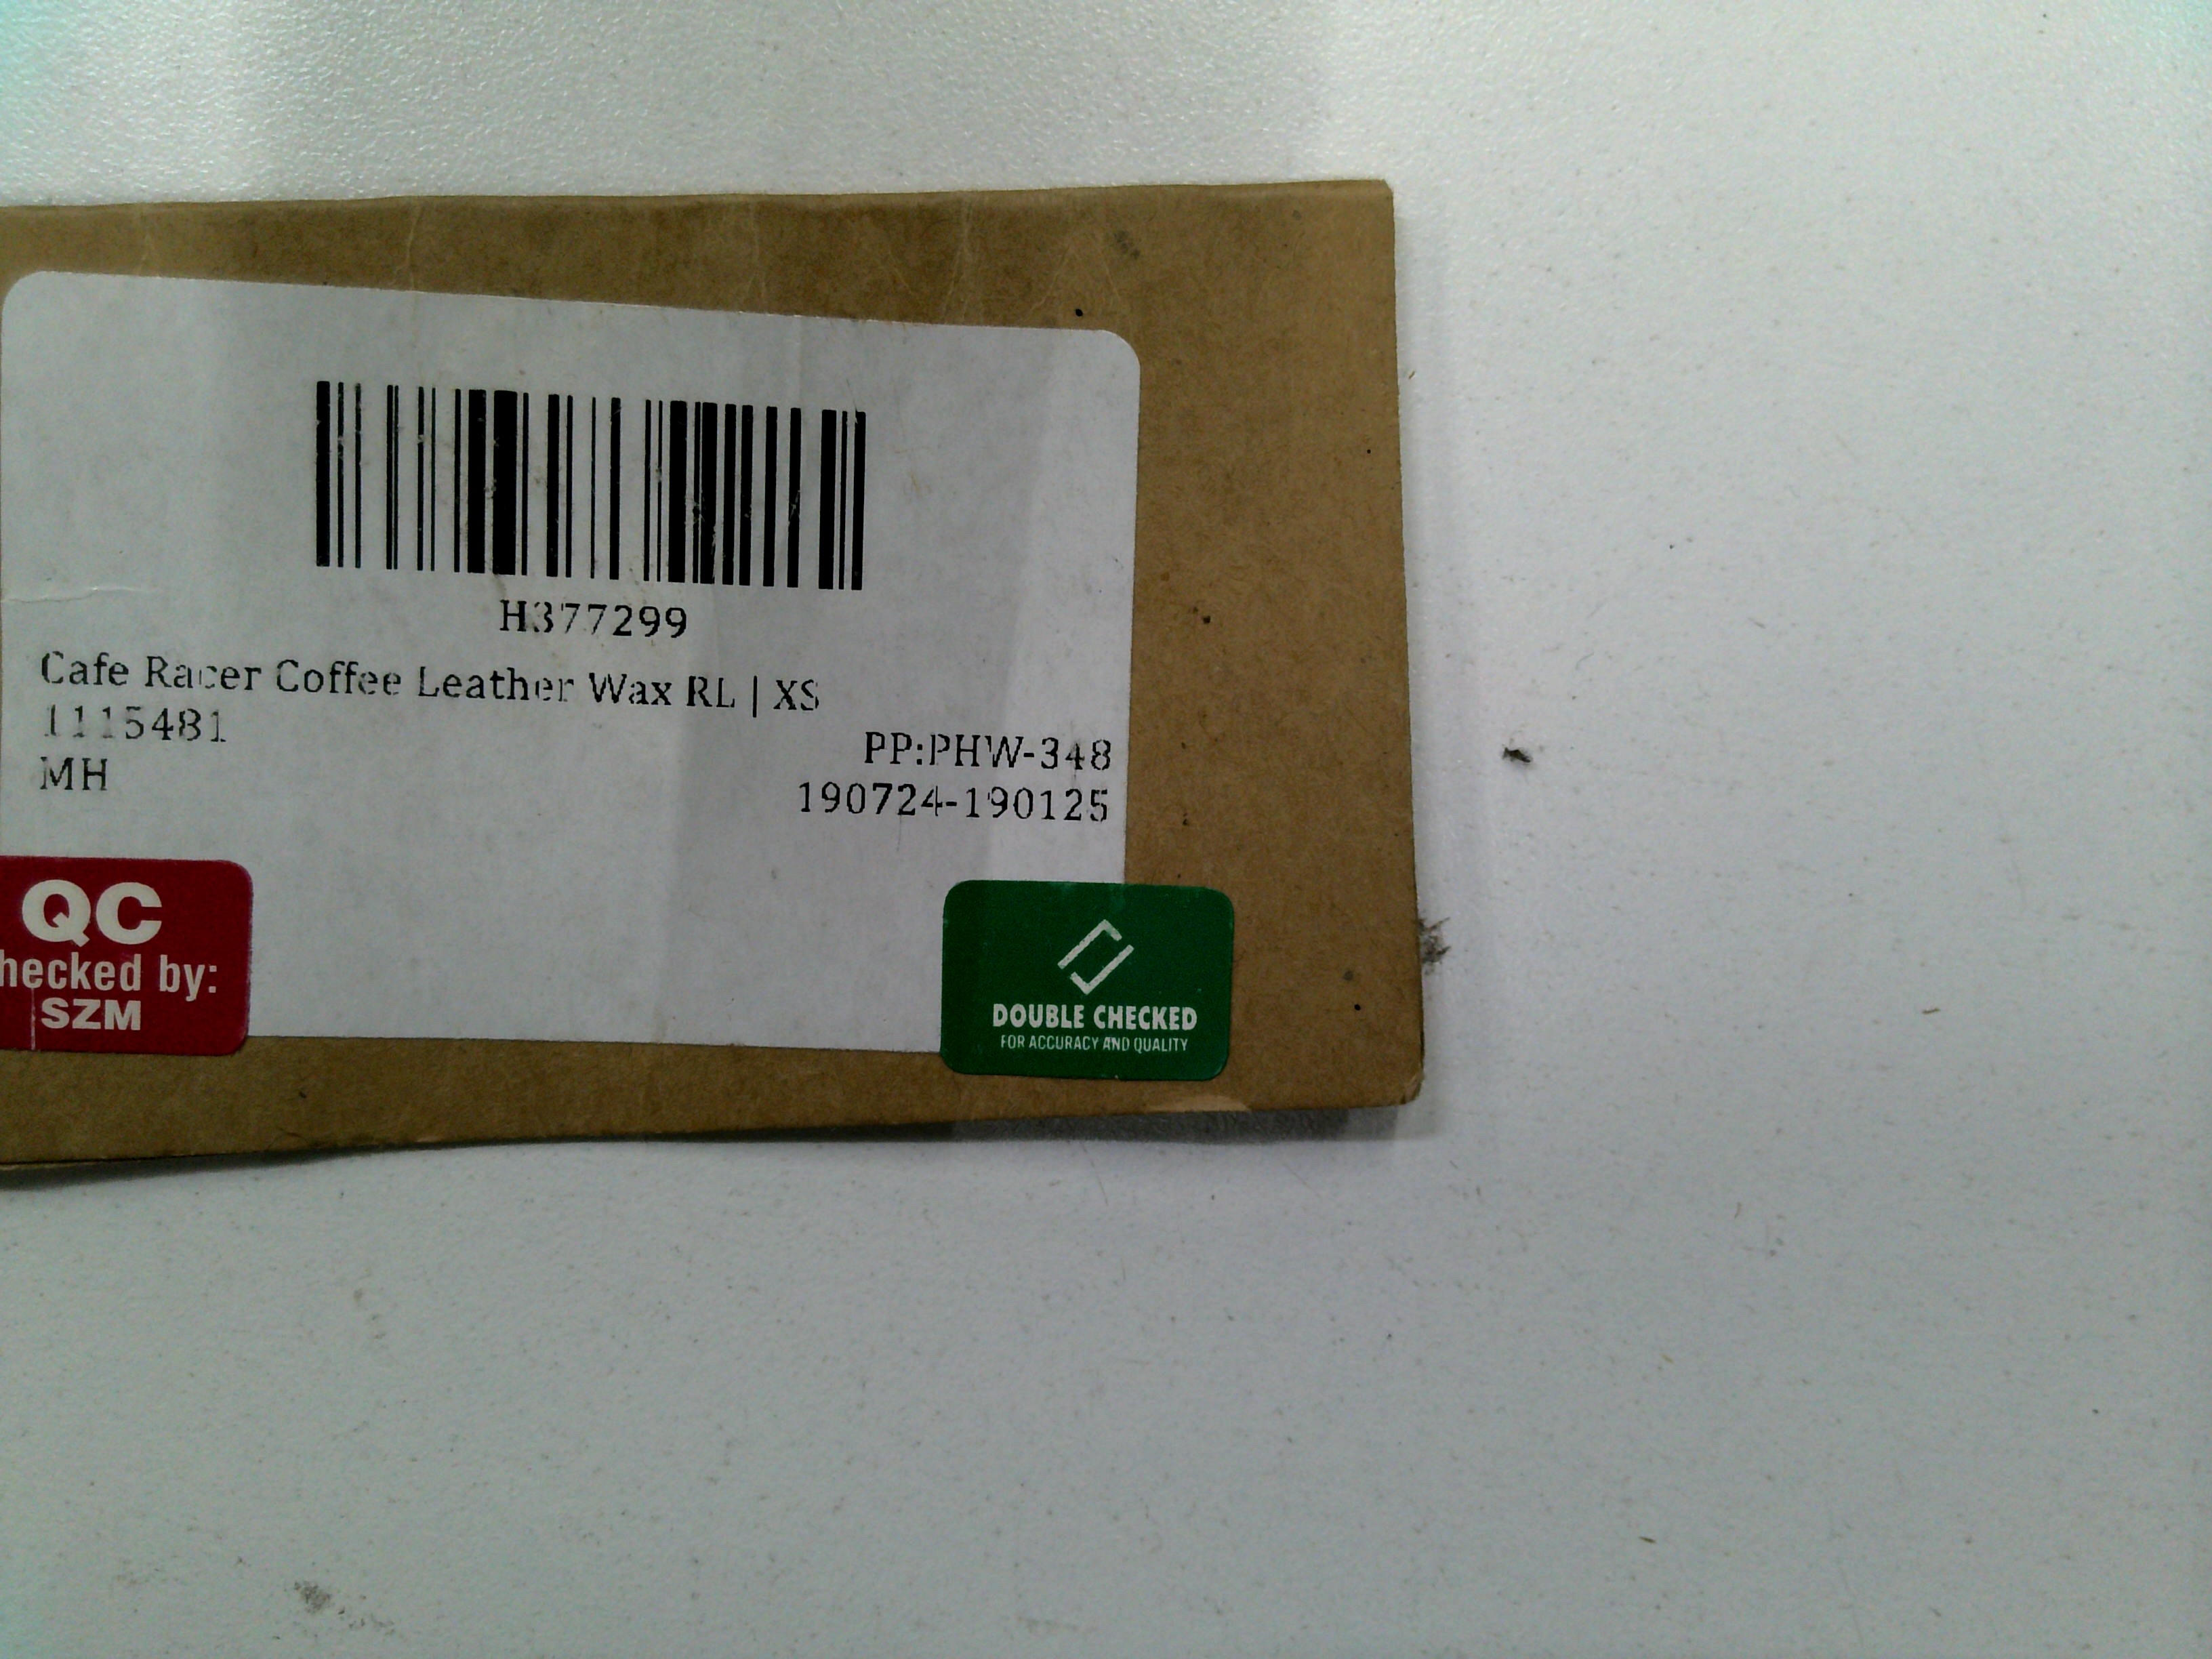 H377299
Cafe Racer Coffee Leather Wax RL | XS
1115481
PP:PHW-348
MH
190724-190125
QC
hecked by:
SZM
DOUBLE CHECKED
FOR ACCURACY AND QUALITY